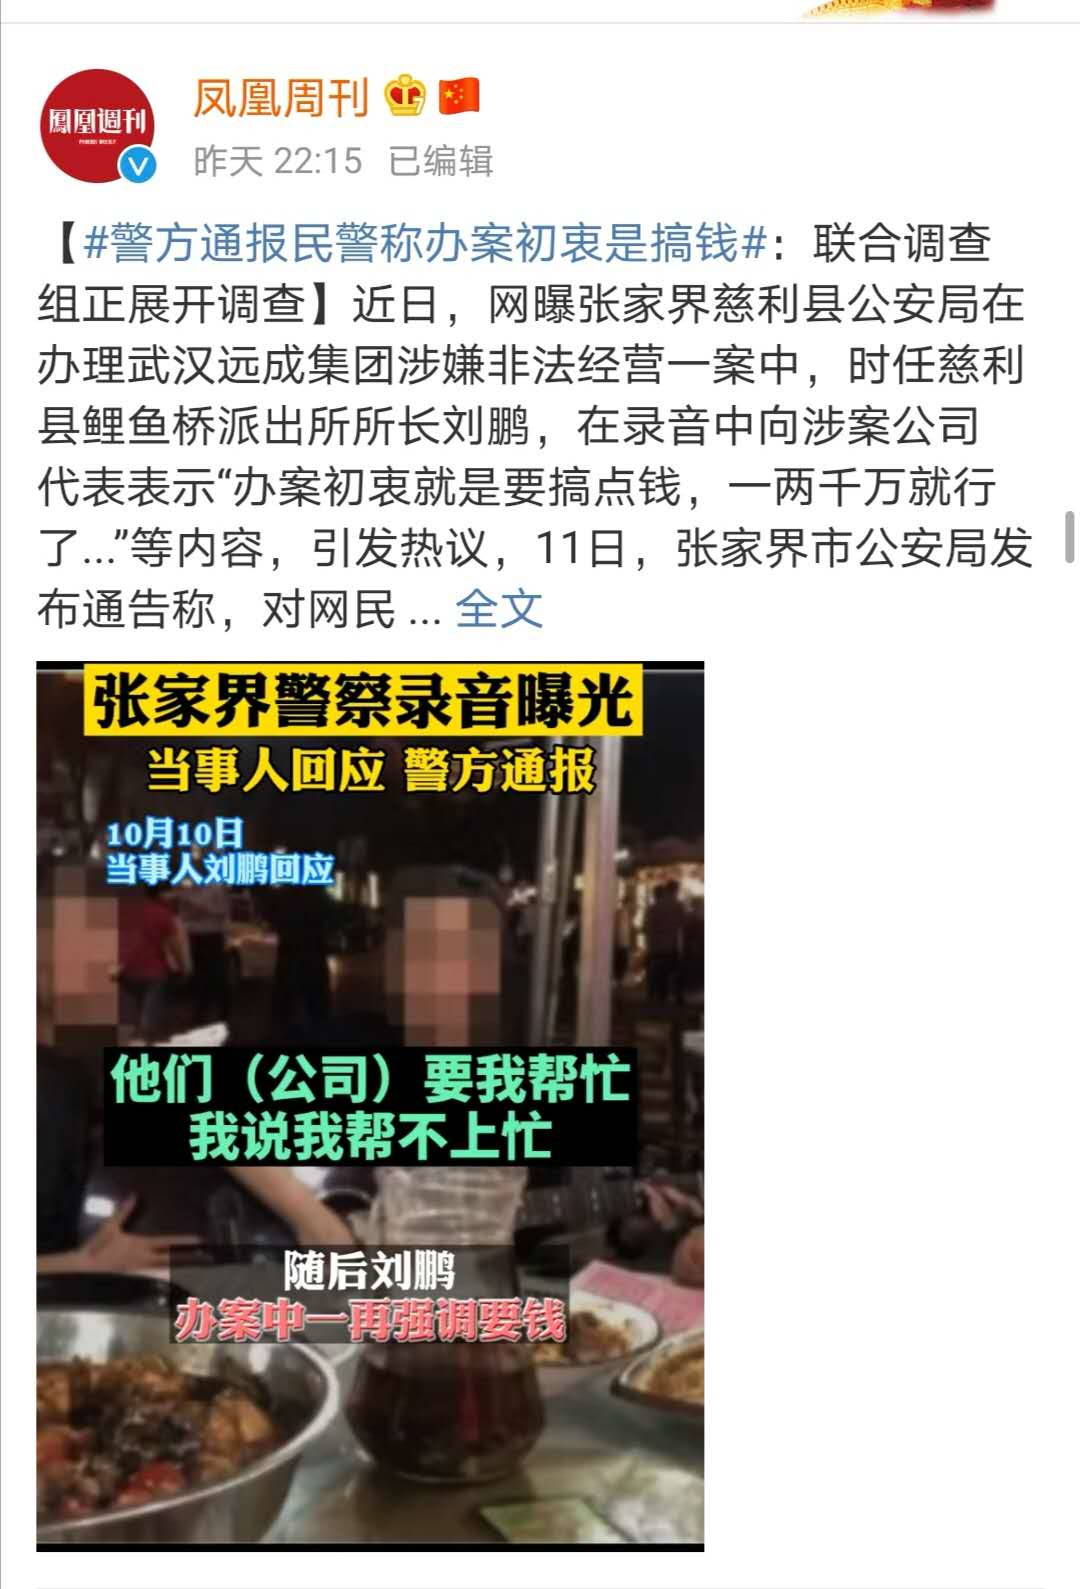 鳳凰週刊
凤凰周刊
昨天 22:15 已编辑
【#警方通报民警称办案初衷是搞钱#：联合调查
组正展开调查】近日，网曝张家界慈利县公安局在
办理武汉远成集团涉嫌非法经营一案中，时任慈利
县鲤鱼桥派出所所长刘鹏，在录音中向涉案公司
代表表示“办案初衷就是要搞点钱，一两千万就行
了...”等内容，引发热议，11日，张家界市公安局发
布通告称，对网民 ... 全文
张家界警察录音曝光
当事人回应 警方通报
10月10日
当事人刘鹏回应
他们（公司）要我帮忙
我说我帮不上忙
随后刘鹏
办案中一再强调要钱